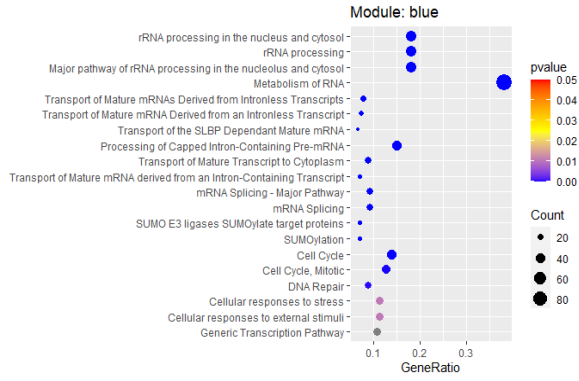 Module: blue
rRNA processing in the nucleus and cytosol
rRNA processing
Major pathway of rRNA processing in the nucleolus and cytosol
Metabolism of RNA
Transport of Mature mRNAs Derived from Intronless Transcripts
Transport of Mature mRNA Derived from an Intronless Transcript
Transport of the SLBP Dependant Mature mRNA
Processing of Capped Intron-Containing Pre-mRNA
Transport of Mature Transcript to Cytoplasm
Transport of Mature mRNA derived from an Intron-Containing Transcript
mRNA Splicing - Major Pathway
mRNA Splicing
SUMO E3 ligases SUMOylate target proteins
SUMOylation
Cell Cycle
Cell Cycle, Mitotic
DNA Repair
Cellular responses to stress
Cellular responses to external stimuli
Generic Transcription Pathway
0.1 0.2 0.3
GeneRatio
pvalue
0.05
0.04
0.03
0.02
0.01
0.00
Count
20
40
60
80